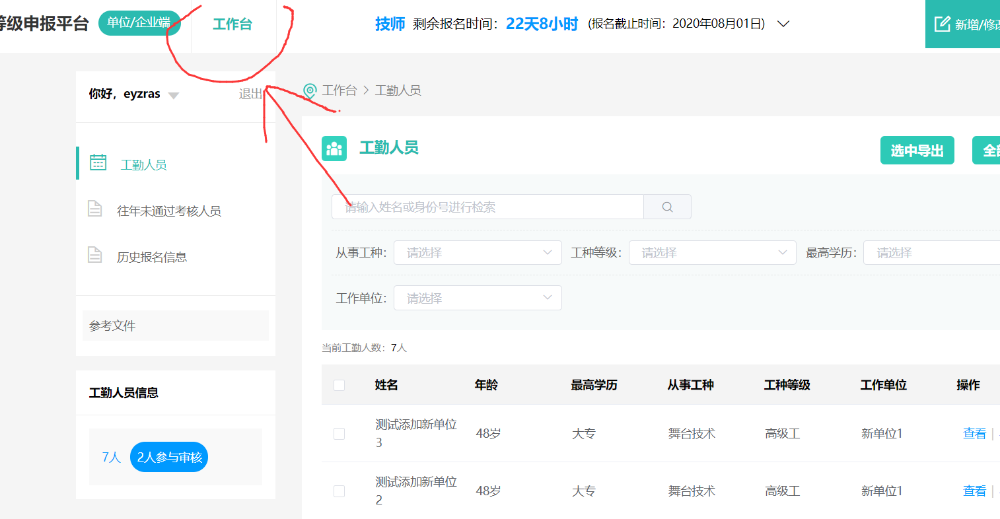 等级申报平台 单位/企业端 工作台 技师 剩余报名时间：22天8小时 (报名截止时间：2020年08月01日) 新增/修改
你好，eyzras 退出
工作台 > 工勤人员
工勤人员
往年未通过考核人员
历史报名信息
参考文件
工勤人员信息
7人 2人参与审核
工勤人员 选中导出 全部
请输入姓名或身份号进行检索
从事工种： 请选择 工种等级： 请选择 最高学历： 请选择
工作单位： 请选择
当前工勤人数：7人
姓名 年龄 最高学历 从事工种 工种等级 工作单位 操作
测试添加新单位3 48岁 大专 舞台技术 高级工 新单位1 查看 |
测试添加新单位2 48岁 大专 舞台技术 高级工 新单位1 查看 |